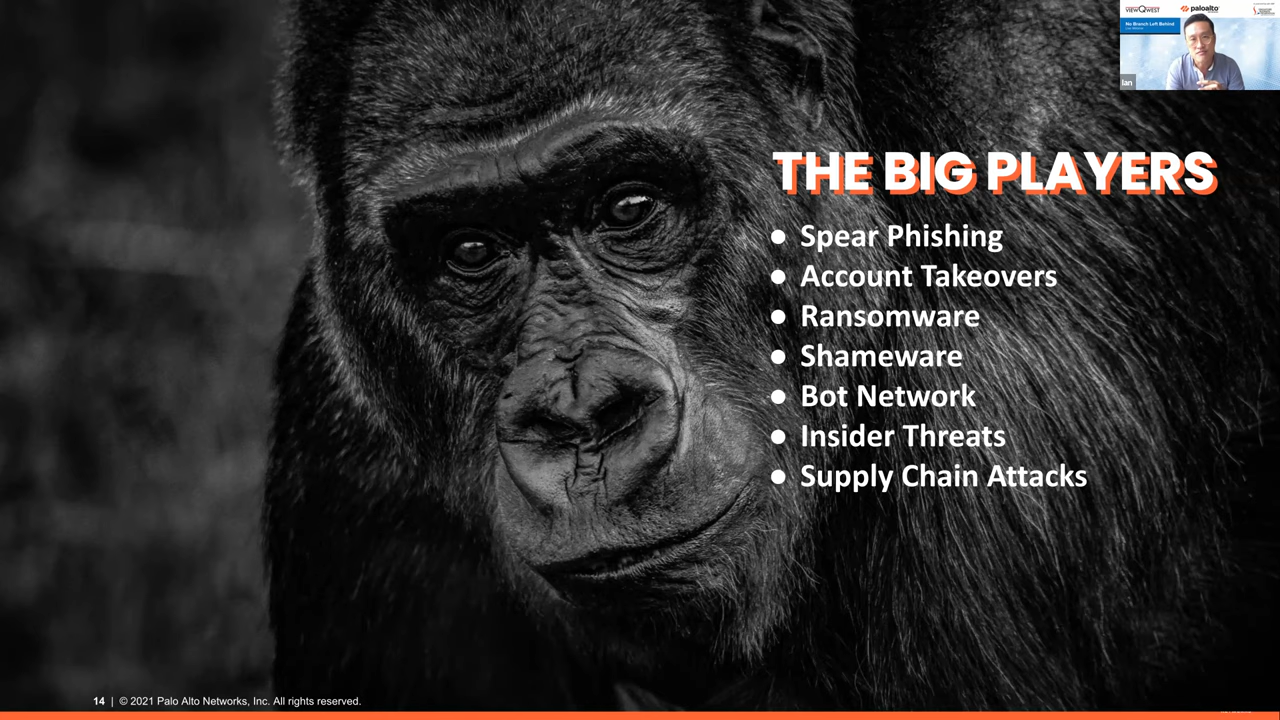 VIEWQWEST
paloalto
No Branch Left Behind
Ian
THE BIG PLAYERS
● Spear Phishing
● Account Takeovers
● Ransomware
● Shameware
● Bot Network
● Insider Threats
● Supply Chain Attacks
14 | © 2021 Palo Alto Networks, Inc. All rights reserved.